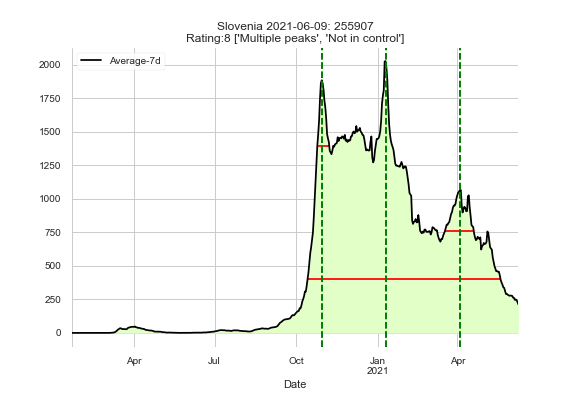 Slovenia 2021-06-09: 255907
Rating:8 ['Multiple peaks', 'Not in control']
Average-7d
2000
1750
1500
1250
1000
750
500
250
0
Apr
Jul
Oct
Jan
2021
Apr
Date